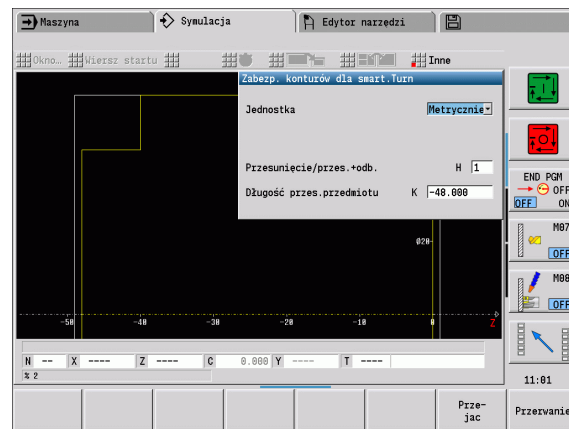 Maszyna
Symulacja
Edytor narzędzi
Okno…
Wiersz startu
Inne
Zabezp. konturów dla smart.Turn
Jednostka
Metrycznie
Przesunięcie/przes.+odb.
H
1
Długość przes.przedmiotu
K
-48.000
Ø20
-50
-40
-30
-20
-10
0
Z
N -- X ---- Z ---- C 0.000 Y ---- T ----
% 2
END PGM
OFF
OFF ON
M07
OFF
M08
OFF
11:01
Prze-
jac
Przerwanie